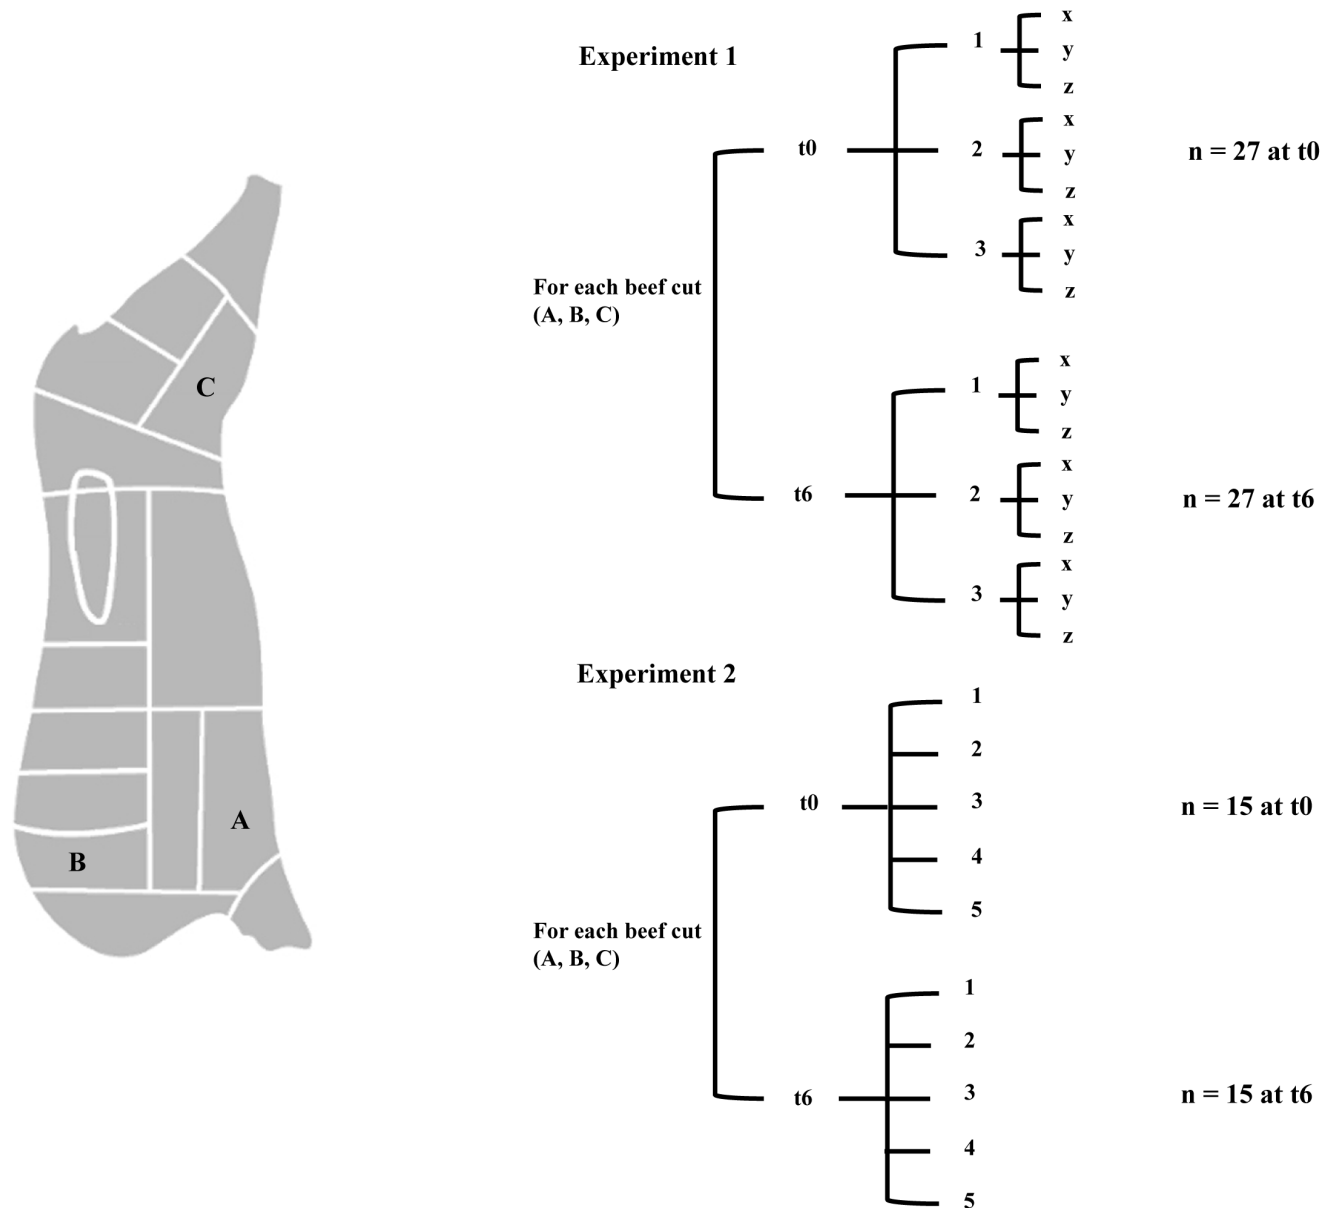 Experiment 1
For each beef cut
(A, B, C)
t0
1
x
y
z
2
x
y
z
3
x
y
z
n = 27 at t0
t6
1
x
y
z
2
x
y
z
3
x
y
z
n = 27 at t6
Experiment 2
For each beef cut
(A, B, C)
t0
1
2
3
4
5
n = 15 at t0
t6
1
2
3
4
5
n = 15 at t6
C
A
B